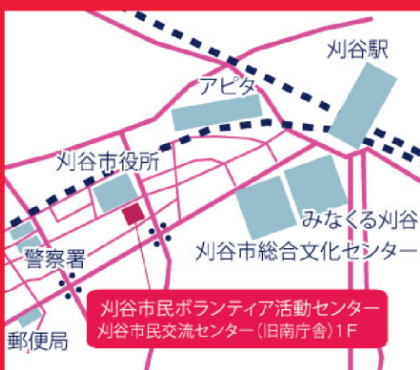 刈谷駅
アピタ
刈谷市役所
みなくる刈谷
刈谷市総合文化センター
警察署
刈谷市民ボランティア活動センター
刈谷市民交流センター(旧南庁舎)1F
郵便局